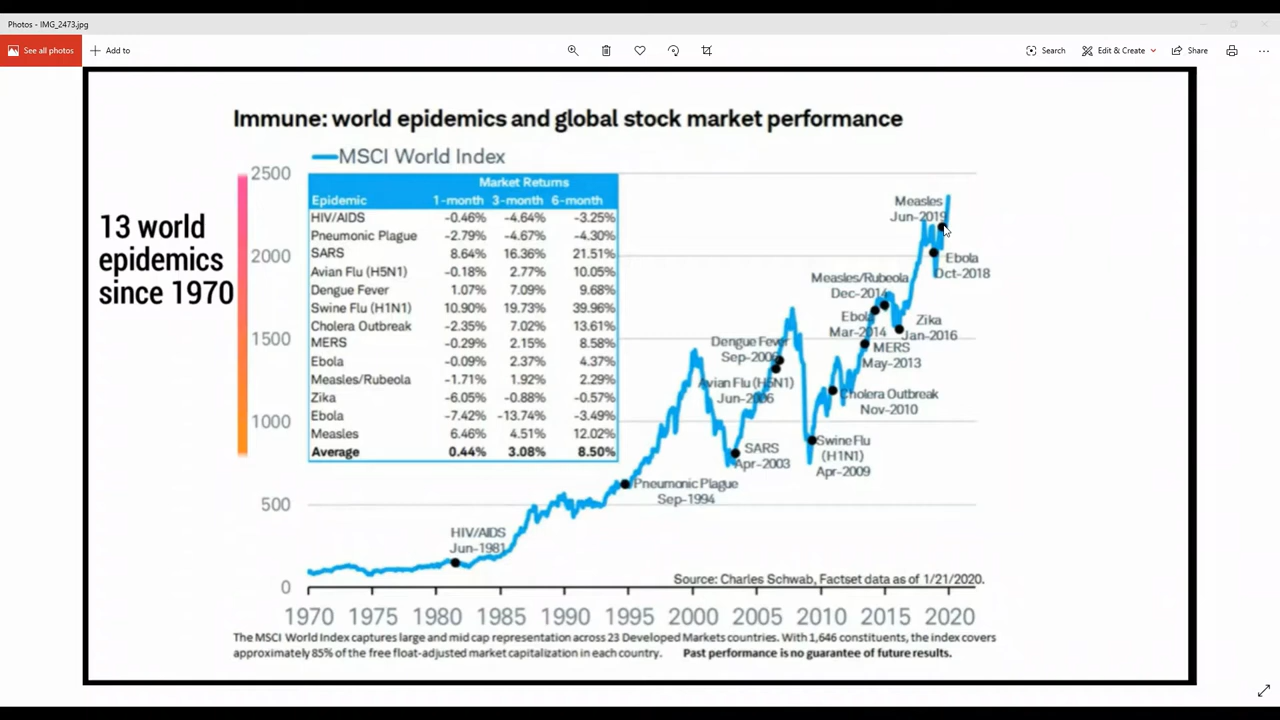 Photos - IMG_2473.jpg
See all photos
Add to
Search
Edit & Create
Share
Immune: world epidemics and global stock market performance
MSCI World Index
13 world
epidemics
since 1970
2500
2000
1500
1000
500
0
Market Returns
Epidemic 1-month 3-month 6-month
HIV/AIDS -0.46% -4.64% -3.25%
Pneumonic Plague -2.79% -4.67% -4.30%
SARS 8.64% 16.36% 21.51%
Avian Flu (H5N1) -0.18% 2.77% 10.05%
Dengue Fever 1.07% 7.09% 9.68%
Swine Flu (H1N1) 10.90% 19.73% 39.96%
Cholera Outbreak -2.35% 7.02% 13.61%
MERS -0.29% 2.15% 8.58%
Ebola -0.09% 2.37% 4.37%
Measles/Rubeola -1.71% 1.92% 2.29%
Zika -6.05% -0.88% -0.57%
Ebola -7.42% -13.74% -3.49%
Measles 6.46% 4.51% 12.02%
Average 0.44% 3.08% 8.50%
Measles
Jun-2019
Ebola
Oct-2018
Measles/Rubeola
Dec-2014
Ebola
Mar-2014
Zika
Jan-2016
MERS
May-2013
Dengue Fever
Sep-2006
Avian Flu (H5N1)
Jun-2006
Cholera Outbreak
Nov-2010
SARS
Apr-2003
Swine Flu
(H1N1)
Apr-2009
Pneumonic Plague
Sep-1994
HIV/AIDS
Jun-1981
Source: Charles Schwab, Factset data as of 1/21/2020.
1970 1975 1980 1985 1990 1995 2000 2005 2010 2015 2020
The MSCI World Index captures large and mid cap representation across 23 Developed Markets countries. With 1,646 constituents, the index covers
approximately 85% of the free float-adjusted market capitalization in each country. Past performance is no guarantee of future results.